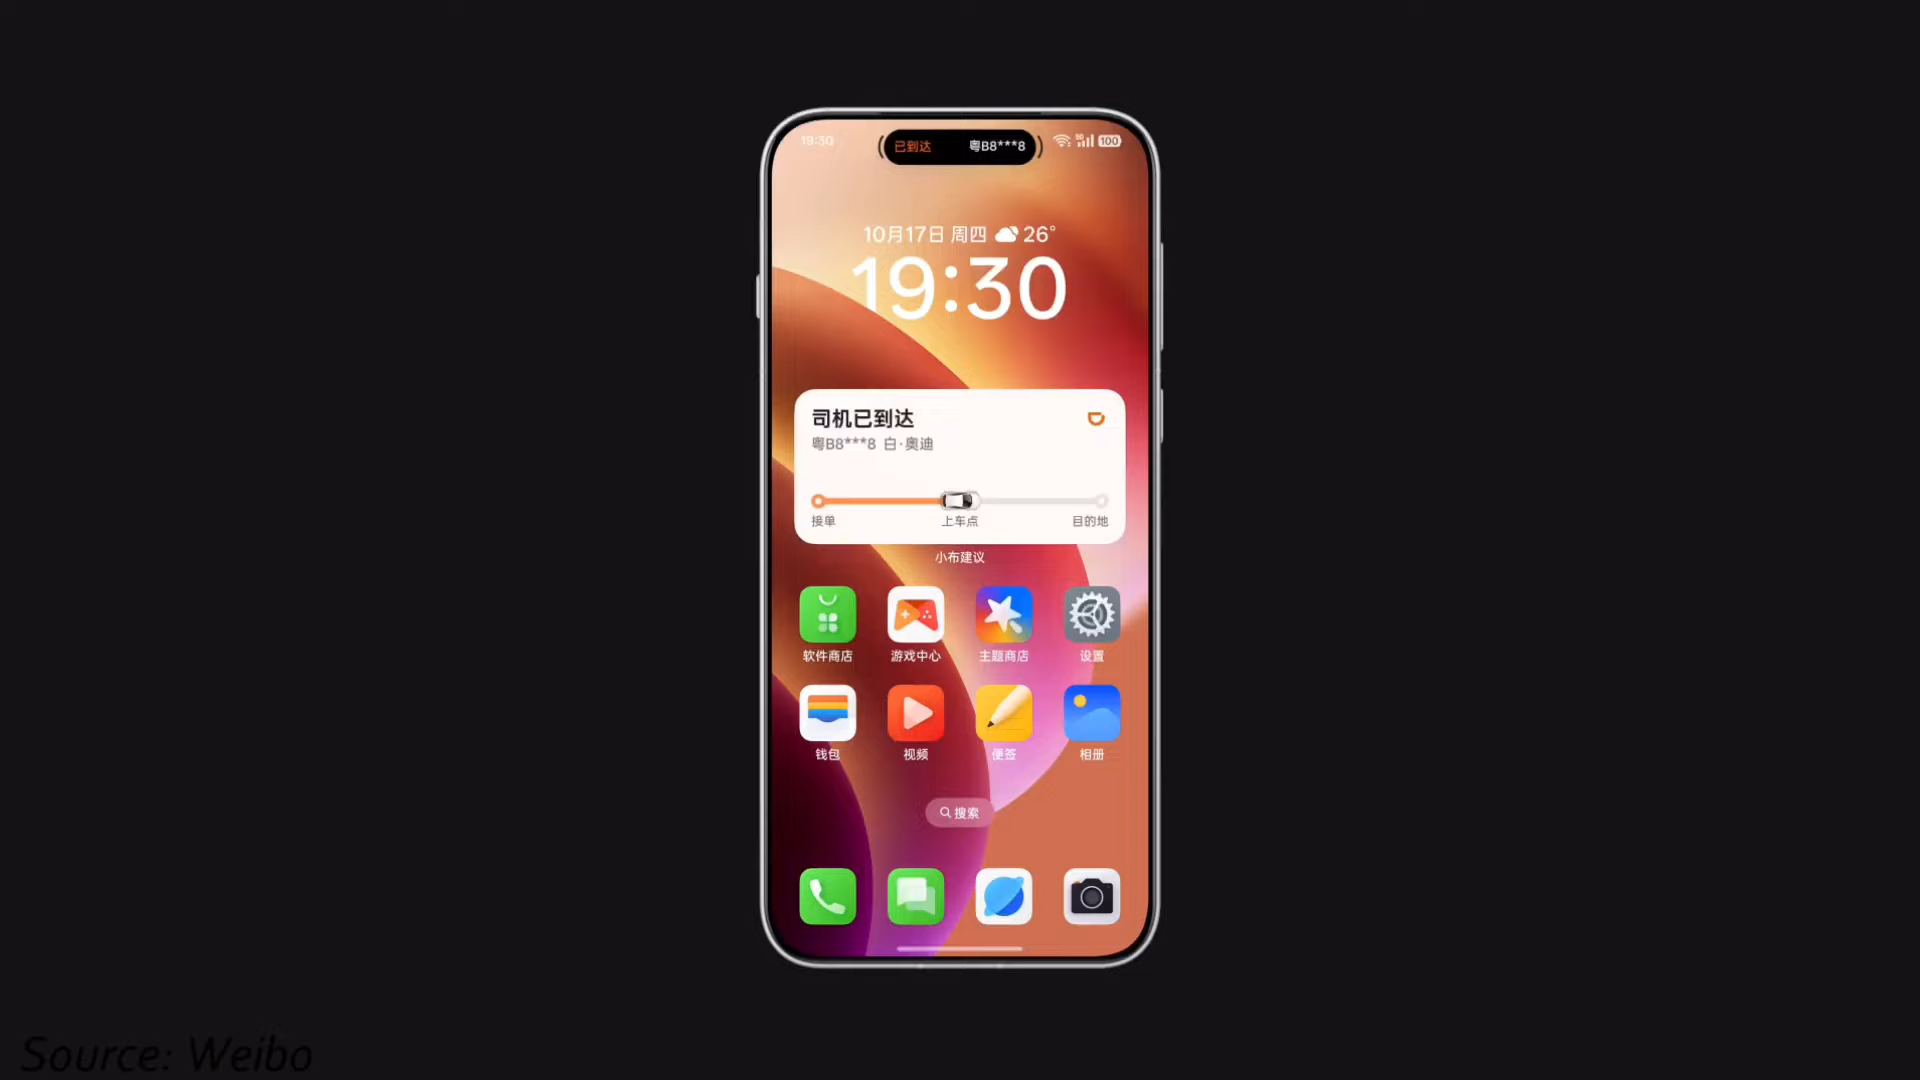 19:30
已到达 粤B8***8
5G 100
10月17日 周四 26°
19:30
司机已到达
粤B8***8 白·奥迪
接单 上车点 目的地
小布建议
软件商店 游戏中心 主题商店 设置
钱包 视频 便签 相册
搜索
Source: Weibo